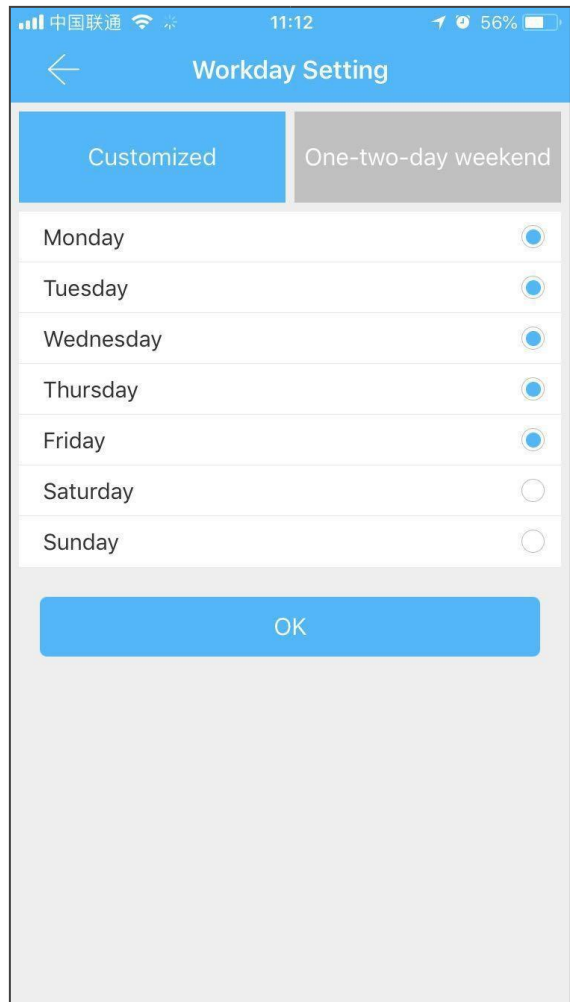 中国联通 11:12 56%
Workday Setting
Customized One-two-day weekend
Monday
Tuesday
Wednesday
Thursday
Friday
Saturday
Sunday
OK